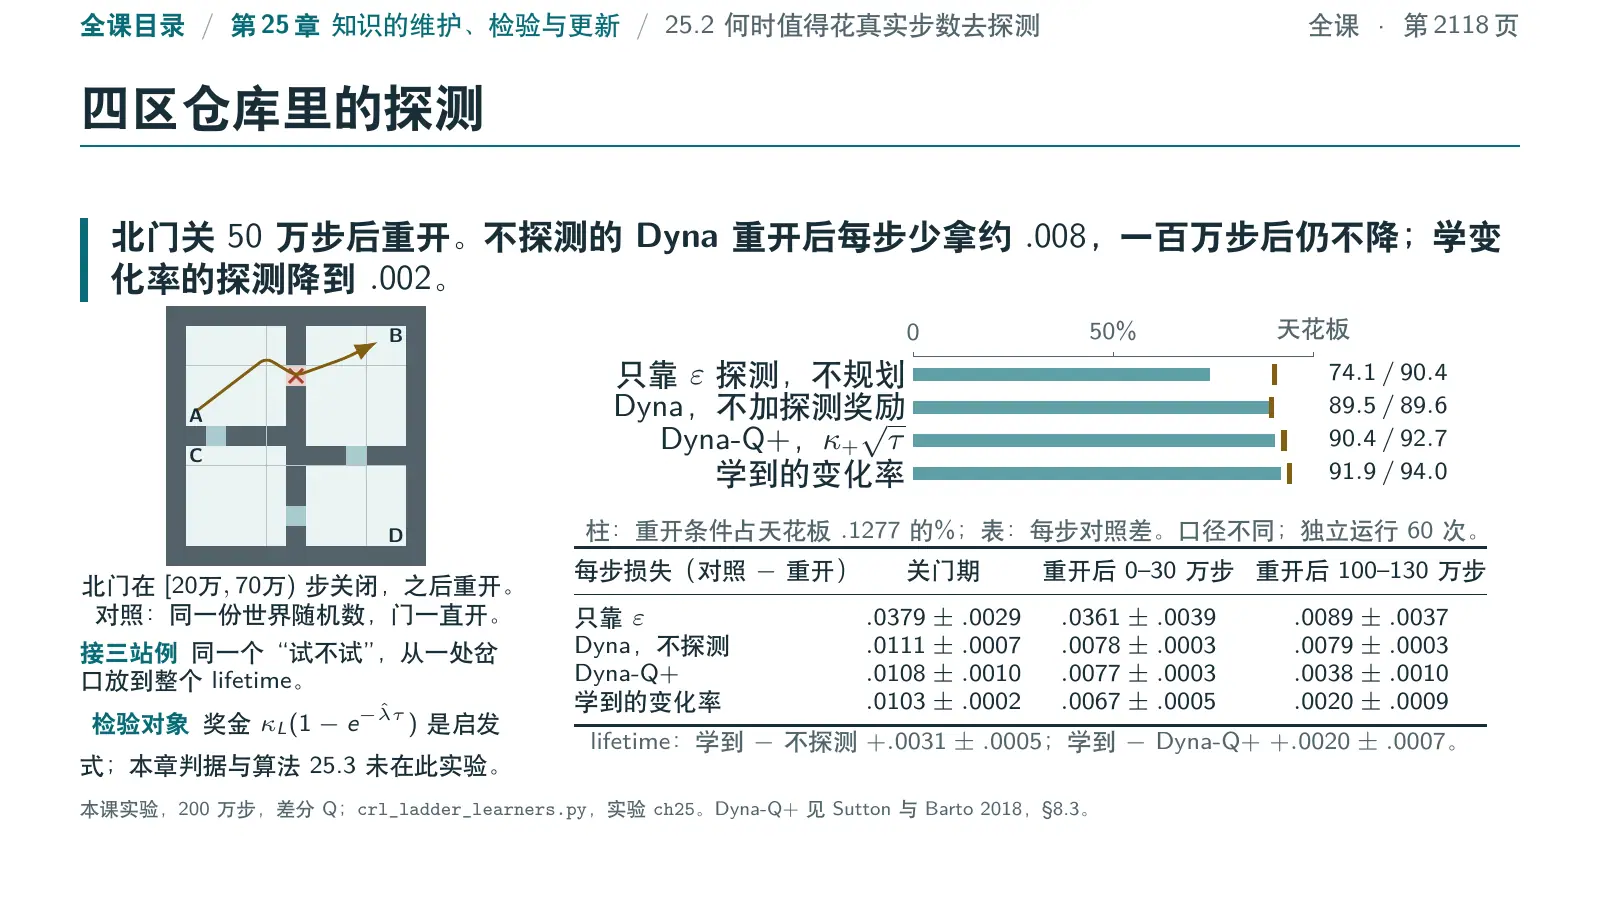 全课目录 / 第 25 章 知识的维护、检验与更新 / 25.2 何时值得花真实步数去探测
全课 · 第 2118 页
四区仓库里的探测
北门关 50 万步后重开。不探测的 Dyna 重开后每步少拿约 .008，一百万步后仍不降；学变
化率的探测降到 .002。
B
A
C
D
北门在 [20万, 70万) 步关闭，之后重开。
对照：同一份世界随机数，门一直开。
接三站例 同一个 “试不试”，从一处岔
口放到整个 lifetime。
检验对象 奖金 κ_L(1 − e^{−λ̂τ}) 是启发
式；本章判据与算法 25.3 未在此实验。
0 50% 天花板
只靠 ε 探测，不规划 74.1 / 90.4
Dyna，不加探测奖励 89.5 / 89.6
Dyna-Q+，κ₊√τ 90.4 / 92.7
学到的变化率 91.9 / 94.0
柱：重开条件占天花板 .1277 的%；表：每步对照差。口径不同；独立运行 60 次。
每步损失（对照 − 重开） 关门期 重开后 0–30 万步 重开后 100–130 万步
只靠 ε .0379 ± .0029 .0361 ± .0039 .0089 ± .0037
Dyna，不探测 .0111 ± .0007 .0078 ± .0003 .0079 ± .0003
Dyna-Q+ .0108 ± .0010 .0077 ± .0003 .0038 ± .0010
学到的变化率 .0103 ± .0002 .0067 ± .0005 .0020 ± .0009
lifetime：学到 − 不探测 +.0031 ± .0005；学到 − Dyna-Q+ +.0020 ± .0007。
本课实验，200 万步，差分 Q；crl_ladder_learners.py，实验 ch25。Dyna-Q+ 见 Sutton 与 Barto 2018，§8.3。